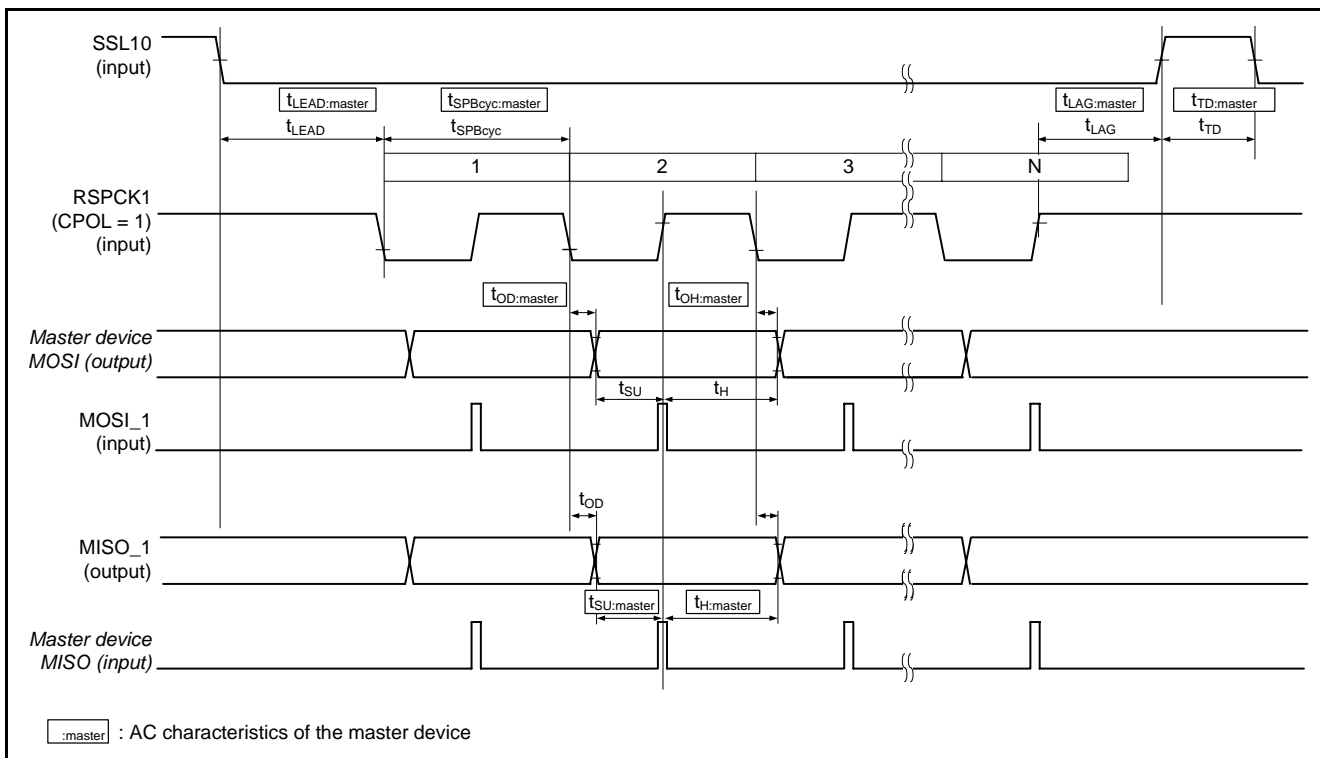 SSL10
(input)
tLEAD:master
tSPBcyc:master
tLAG:master
tTD:master
tLEAD
tSPBcyc
tLAG
tTD
1
2
3
N
RSPCK1
(CPOL = 1)
(input)
tOD:master
tOH:master
Master device
MOSI (output)
tSU
tH
MOSI_1
(input)
tOD
MISO_1
(output)
tSU:master
tH:master
Master device
MISO (input)
:master : AC characteristics of the master device